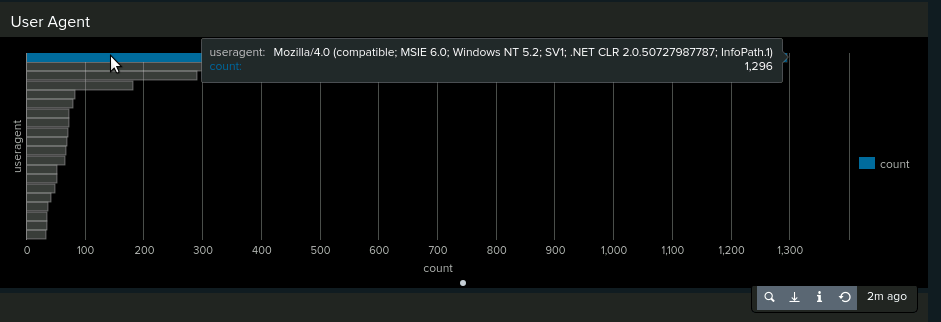 User Agent
useragent: Mozilla/4.0 (compatible; MSIE 6.0; Windows NT 5.2; SV1; .NET CLR 2.0.50727987787; InfoPath.1)
count: 1,296
useragent
count
0 100 200 300 400 500 600 700 800 900 1,000 1,100 1,200 1,300
count
2m ago